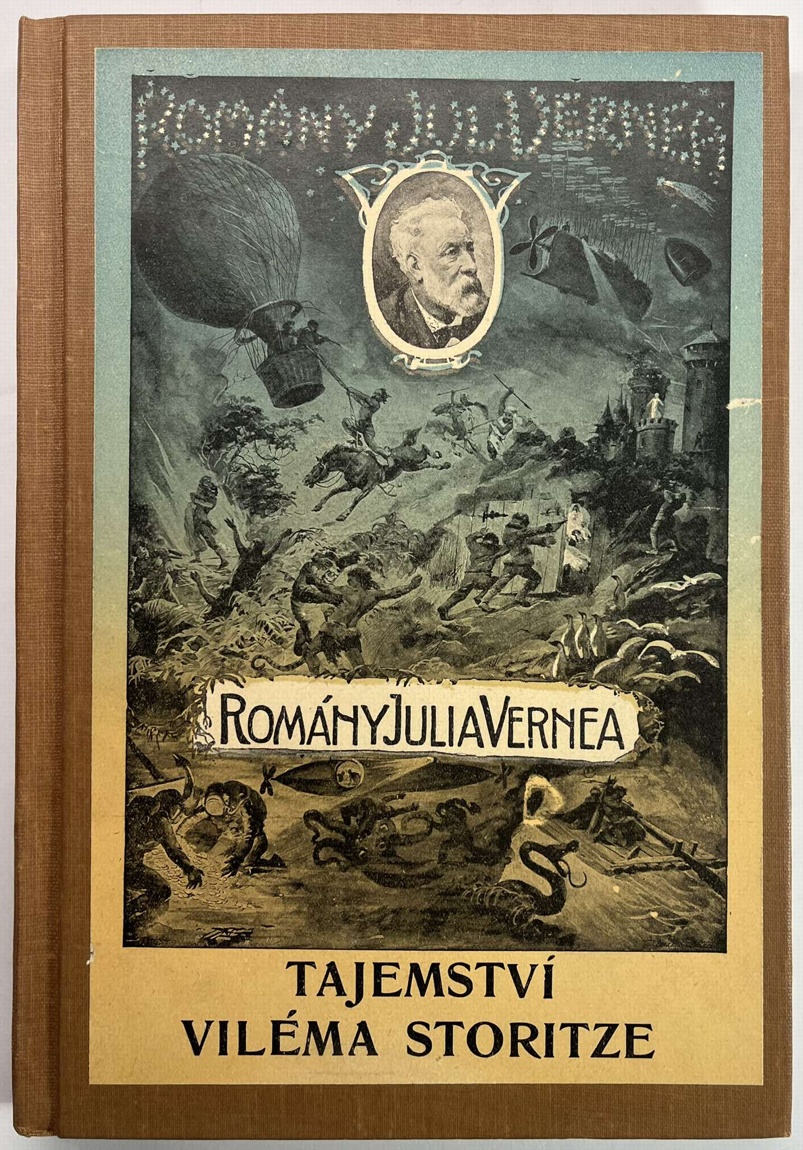 ROMÁNY JUL. VERNEA
ROMÁNY JULIA VERNEA
TAJEMSTVÍ
VILÉMA STORITZE